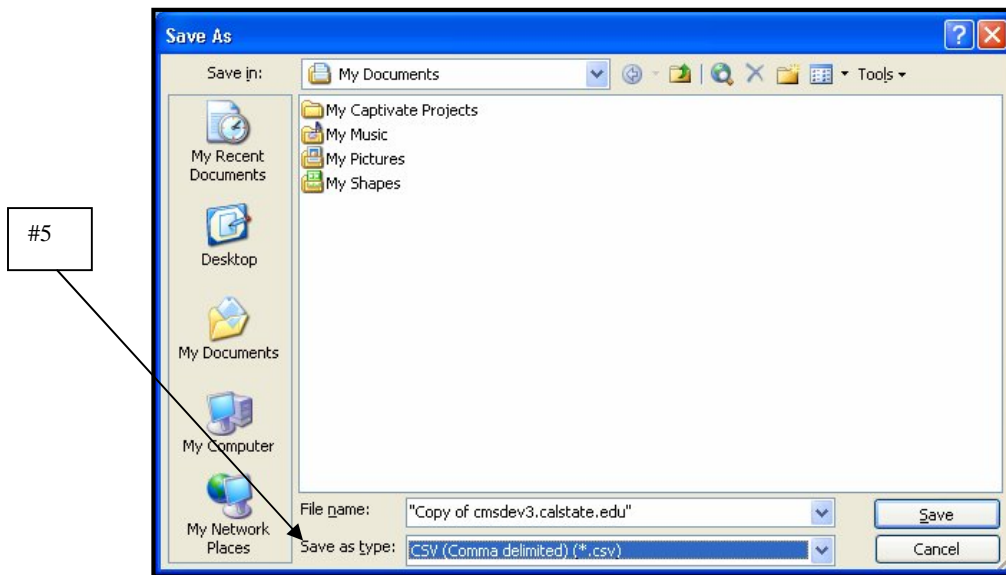 Save As
Save in:
My Documents
Tools
My Captivate Projects
My Music
My Pictures
My Shapes
My Recent
Documents
Desktop
My Documents
My Computer
My Network
Places
#5
File name:
"Copy of cmsdev3.calstate.edu"
Save
Save as type:
CSV (Comma delimited) (*.csv)
Cancel